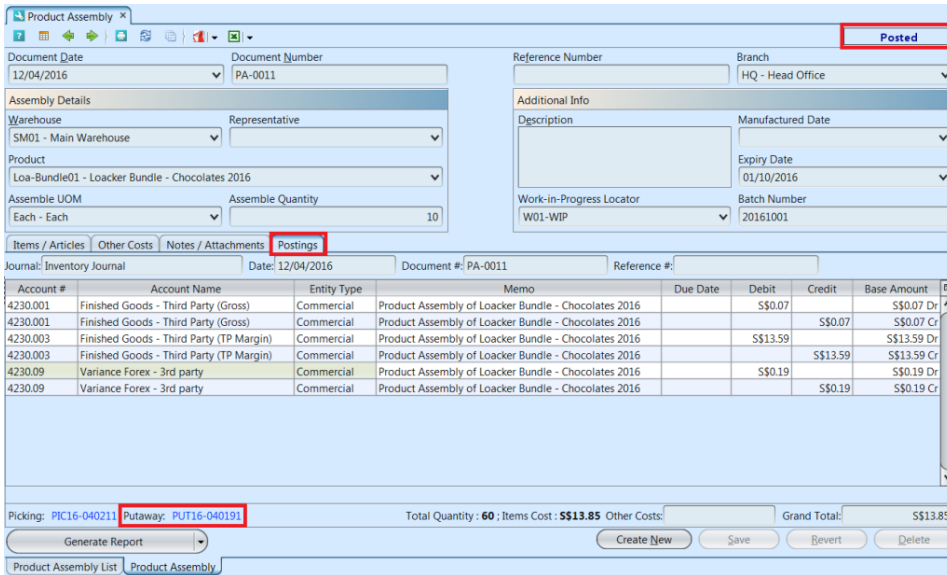 Product Assembly ×
Posted
Document Date Document Number Reference Number Branch
12/04/2016 PA-0011 HQ - Head Office
Assembly Details Additional Info
Warehouse Representative Description Manufactured Date
SM01 - Main Warehouse
Product Expiry Date
Loa-Bundle01 - Loacker Bundle - Chocolates 2016 01/10/2016
Assemble UOM Assemble Quantity Work-in-Progress Locator Batch Number
Each - Each 10 W01-WIP 20161001
Items / Articles Other Costs Notes / Attachments Postings
Journal: Inventory Journal Date: 12/04/2016 Document #: PA-0011 Reference #:
Account # Account Name Entity Type Memo Due Date Debit Credit Base Amount
4230.001 Finished Goods - Third Party (Gross) Commercial Product Assembly of Loacker Bundle - Chocolates 2016 S$0.07 S$0.07 Dr
4230.001 Finished Goods - Third Party (Gross) Commercial Product Assembly of Loacker Bundle - Chocolates 2016 S$0.07 S$0.07 Cr
4230.003 Finished Goods - Third Party (TP Margin) Commercial Product Assembly of Loacker Bundle - Chocolates 2016 S$13.59 S$13.59 Dr
4230.003 Finished Goods - Third Party (TP Margin) Commercial Product Assembly of Loacker Bundle - Chocolates 2016 S$13.59 S$13.59 Cr
4230.09 Variance Forex - 3rd party Commercial Product Assembly of Loacker Bundle - Chocolates 2016 S$0.19 S$0.19 Dr
4230.09 Variance Forex - 3rd party Commercial Product Assembly of Loacker Bundle - Chocolates 2016 S$0.19 S$0.19 Cr
Picking: PIC16-040211 Putaway: PUT16-040191 Total Quantity : 60 ; Items Cost : S$13.85 Other Costs: Grand Total: S$13.85
Generate Report Create New Save Revert Delete
Product Assembly List Product Assembly